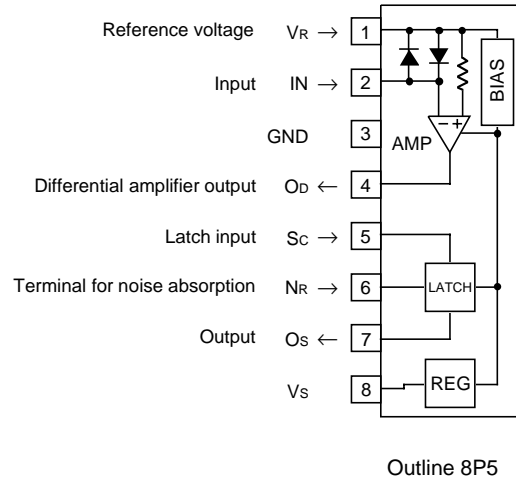 Reference voltage VR → 1
Input IN → 2
GND 3
Differential amplifier output OD ← 4
Latch input SC → 5
Terminal for noise absorption NR → 6
Output OS ← 7
VS 8
BIAS
− +
AMP
LATCH
REG
Outline 8P5